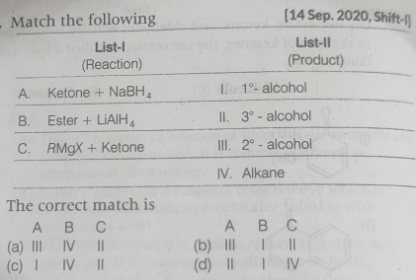 . Match the following [14 Sep. 2020, Shift-I]
List-I List-II
(Reaction) (Product)
A. Ketone + NaBH₄ I. 1°- alcohol
B. Ester + LiAlH₄ II. 3° - alcohol
C. RMgX + Ketone III. 2° - alcohol
IV. Alkane
The correct match is
A B C A B C
(a) III IV II (b) III I II
(c) I IV II (d) II I IV